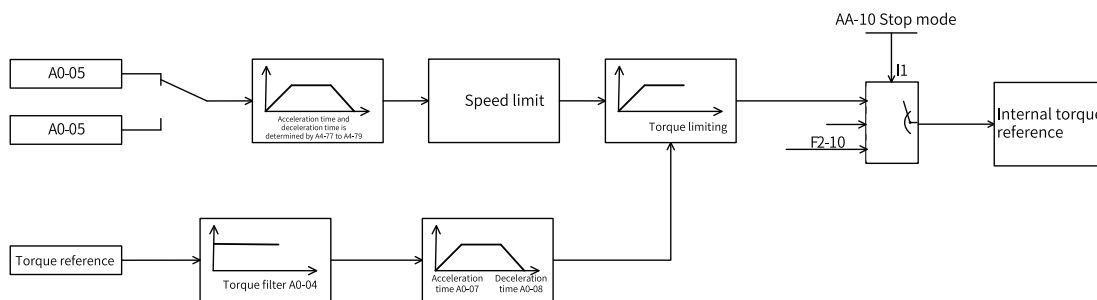 AA-10 Stop mode
A0-05
I1
Speed limit
Acceleration time and
deceleration time is
determined by A4-77 to A4-79
Torque limiting
Internal torque
reference
A0-05
F2-10
Torque reference
Torque filter A0-04
Acceleration
time A0-07
Deceleration
time A0-08